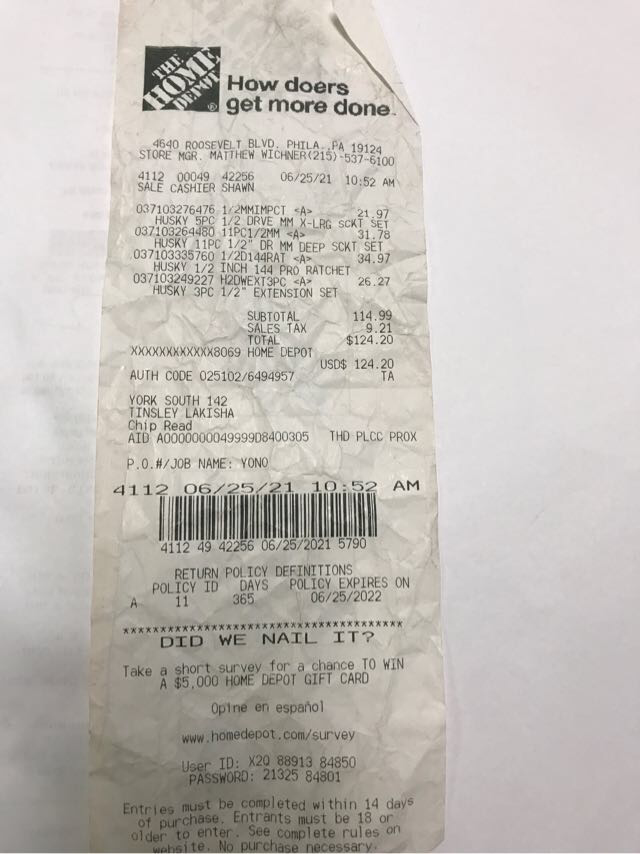 THE
HOME
DEPOT®
How doers
get more done.
4640 ROOSEVELT BLVD. PHILA., PA 19124
STORE MGR. MATTHEW WICHNER(215)-537-6100
4112 00049 42256 06/25/21 10:52 AM
SALE CASHIER SHAWN
037103276476 1/2MMIMPCT <A> 21.97
HUSKY 5PC 1/2 DRVE MM X-LRG SCKT SET
037103264480 11PC1/2MM <A> 31.78
HUSKY 11PC 1/2" DR MM DEEP SCKT SET
037103335760 1/2D144RAT <A> 34.97
HUSKY 1/2 INCH 144 PRO RATCHET
037103249227 H2DWEXT3PC <A> 26.27
HUSKY 3PC 1/2" EXTENSION SET
SUBTOTAL 114.99
SALES TAX 9.21
TOTAL $124.20
XXXXXXXXXXXX8069 HOME DEPOT
USD$ 124.20
AUTH CODE 025102/6494957 TA
YORK SOUTH 142
TINSLEY LAKISHA
Chip Read
AID A0000000049999D8400305 THD PLCC PROX
P.O.#/JOB NAME: YONO
4112 06/25/21 10:52 AM
4112 49 42256 06/25/2021 5790
RETURN POLICY DEFINITIONS
POLICY ID DAYS POLICY EXPIRES ON
A 11 365 06/25/2022
****************************************
DID WE NAIL IT?
Take a short survey for a chance TO WIN
A $5,000 HOME DEPOT GIFT CARD
Opine en español
www.homedepot.com/survey
User ID: X2Q 88913 84850
PASSWORD: 21325 84801
Entries must be completed within 14 days
of purchase. Entrants must be 18 or
older to enter. See complete rules on
website. No purchase necessary.